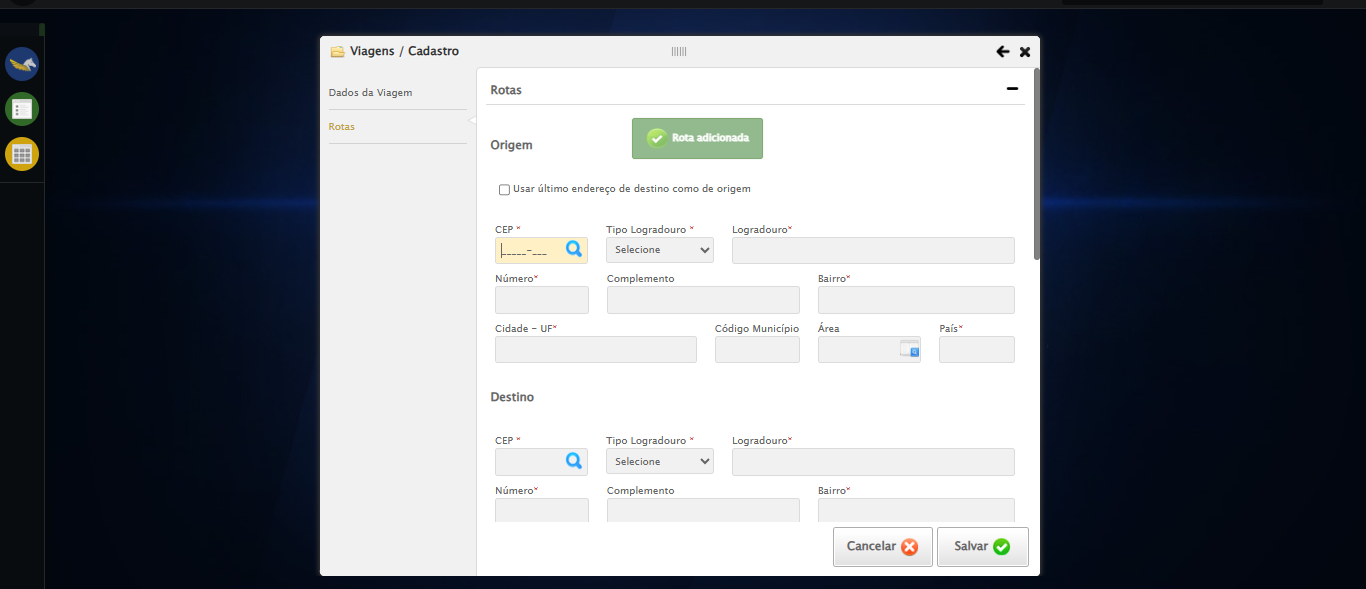 Viagens / Cadastro
Dados da Viagem
Rotas
Rotas
Rota adicionada
Origem
Usar último endereço de destino como de origem
CEP * Tipo Logradouro * Logradouro*
_____-___ Selecione
Número* Complemento Bairro*
Cidade - UF* Código Município Área País*
Destino
CEP * Tipo Logradouro * Logradouro*
Selecione
Número* Complemento Bairro*
Cancelar Salvar